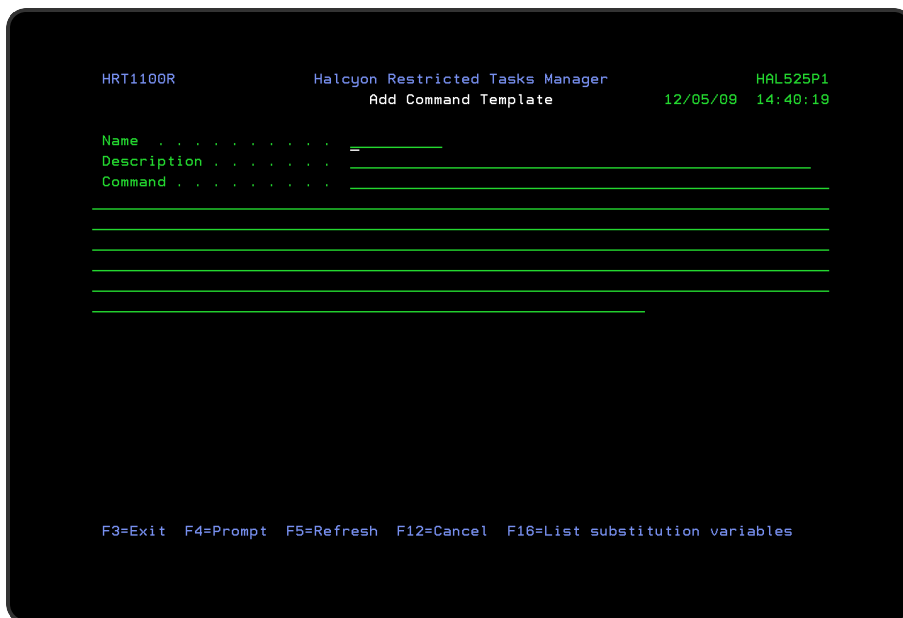 HRT1100R Halcyon Restricted Tasks Manager HAL525P1
Add Command Template 12/05/09 14:40:19
Name . . . . . . . . . .
Description . . . . . . .
Command . . . . . . . . .
F3=Exit F4=Prompt F5=Refresh F12=Cancel F16=List substitution variables